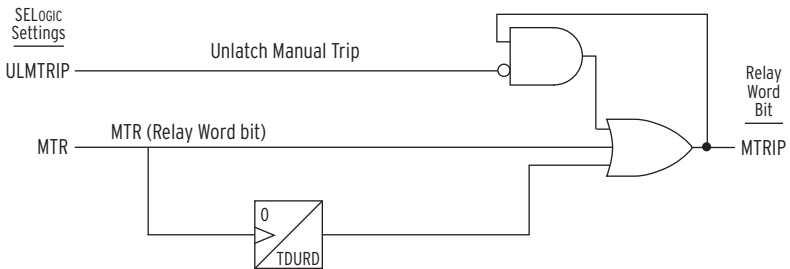 SELOGIC
Settings
Unlatch Manual Trip
ULMTRIP
Relay
Word
Bit
MTR
MTR (Relay Word bit)
MTRIP
0
TDURD